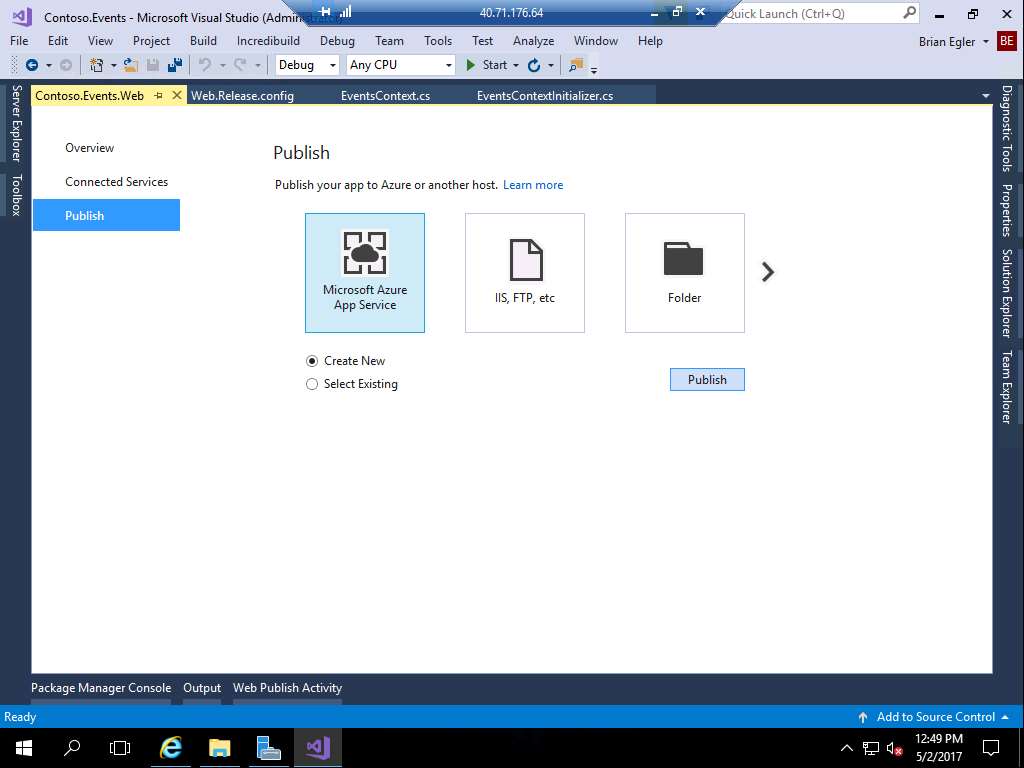 Contoso.Events - Microsoft Visual Studio (Admi
40.71.176.64
Quick Launch (Ctrl+Q)
File Edit View Project Build Incredibuild Debug Team Tools Test Analyze Window Help
Brian Egler
BE
Debug
Any CPU
Start
Contoso.Events.Web
Web.Release.config
EventsContext.cs
EventsContextInitializer.cs
Server Explorer
Toolbox
Overview
Connected Services
Publish
Publish
Publish your app to Azure or another host. Learn more
Microsoft Azure
App Service
IIS, FTP, etc
Folder
Create New
Select Existing
Publish
Diagnostic Tools
Properties
Solution Explorer
Team Explorer
Package Manager Console Output Web Publish Activity
Ready
Add to Source Control
12:49 PM
5/2/2017